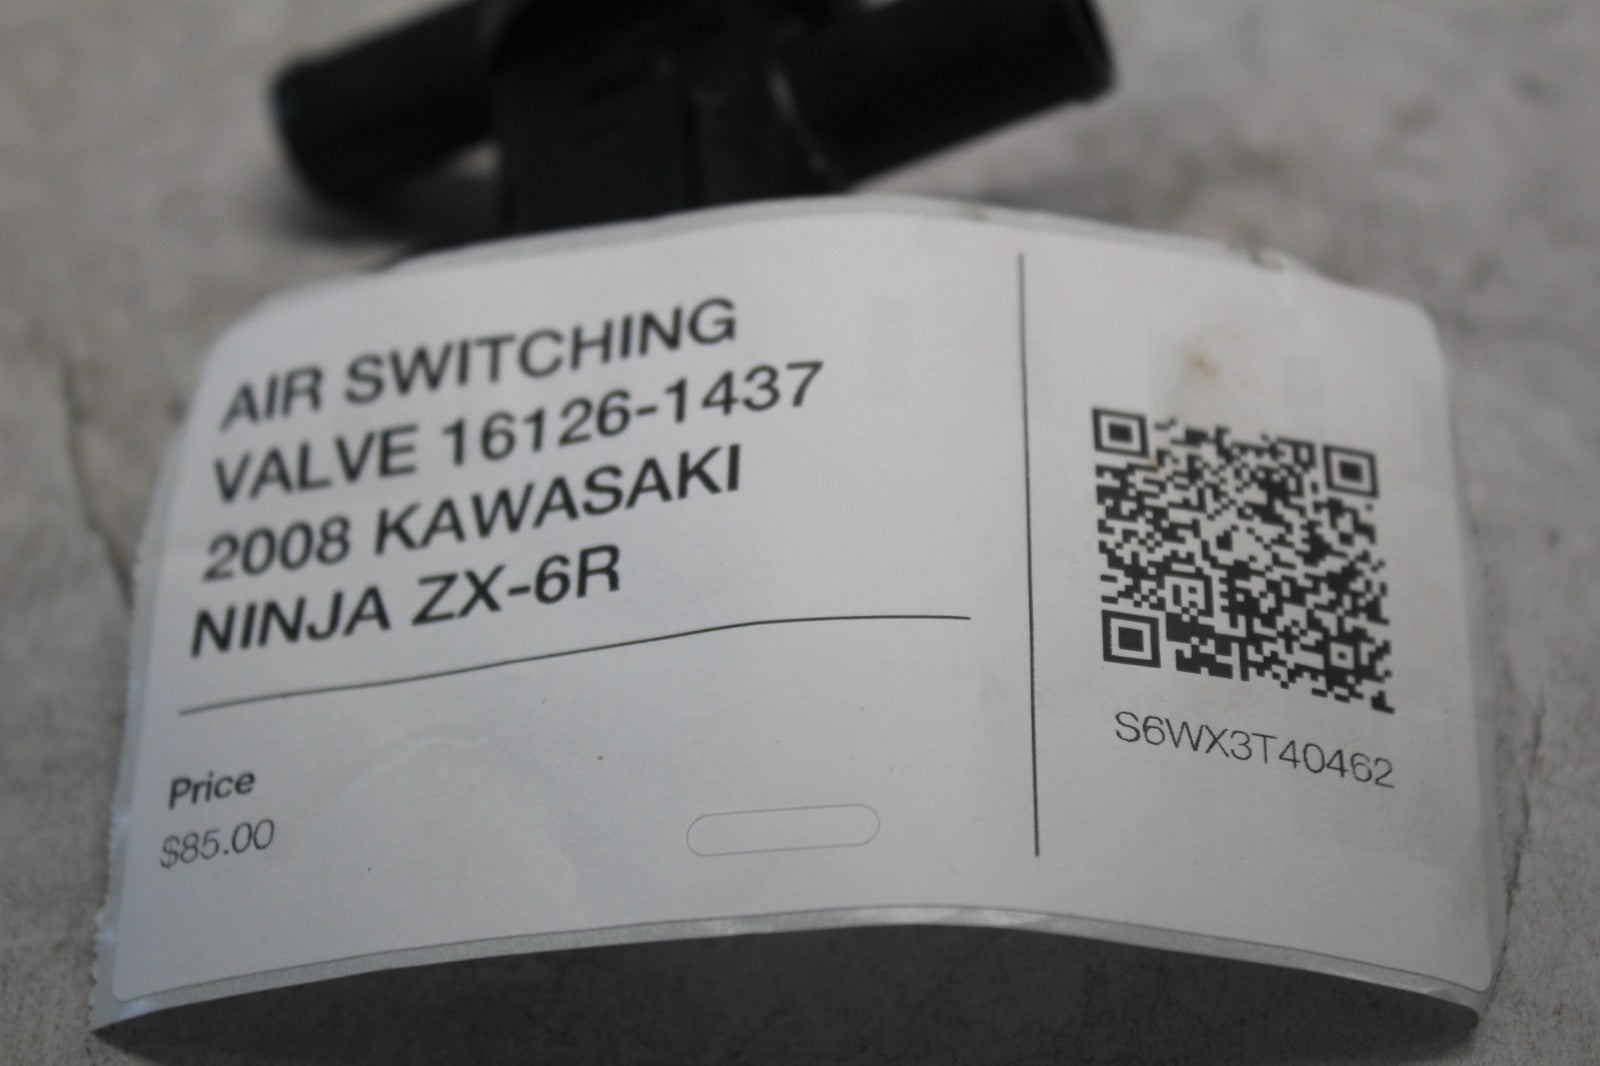 AIR SWITCHING
VALVE 16126-1437
2008 KAWASAKI
NINJA ZX-6R
Price
$85.00
S6WX3T40462